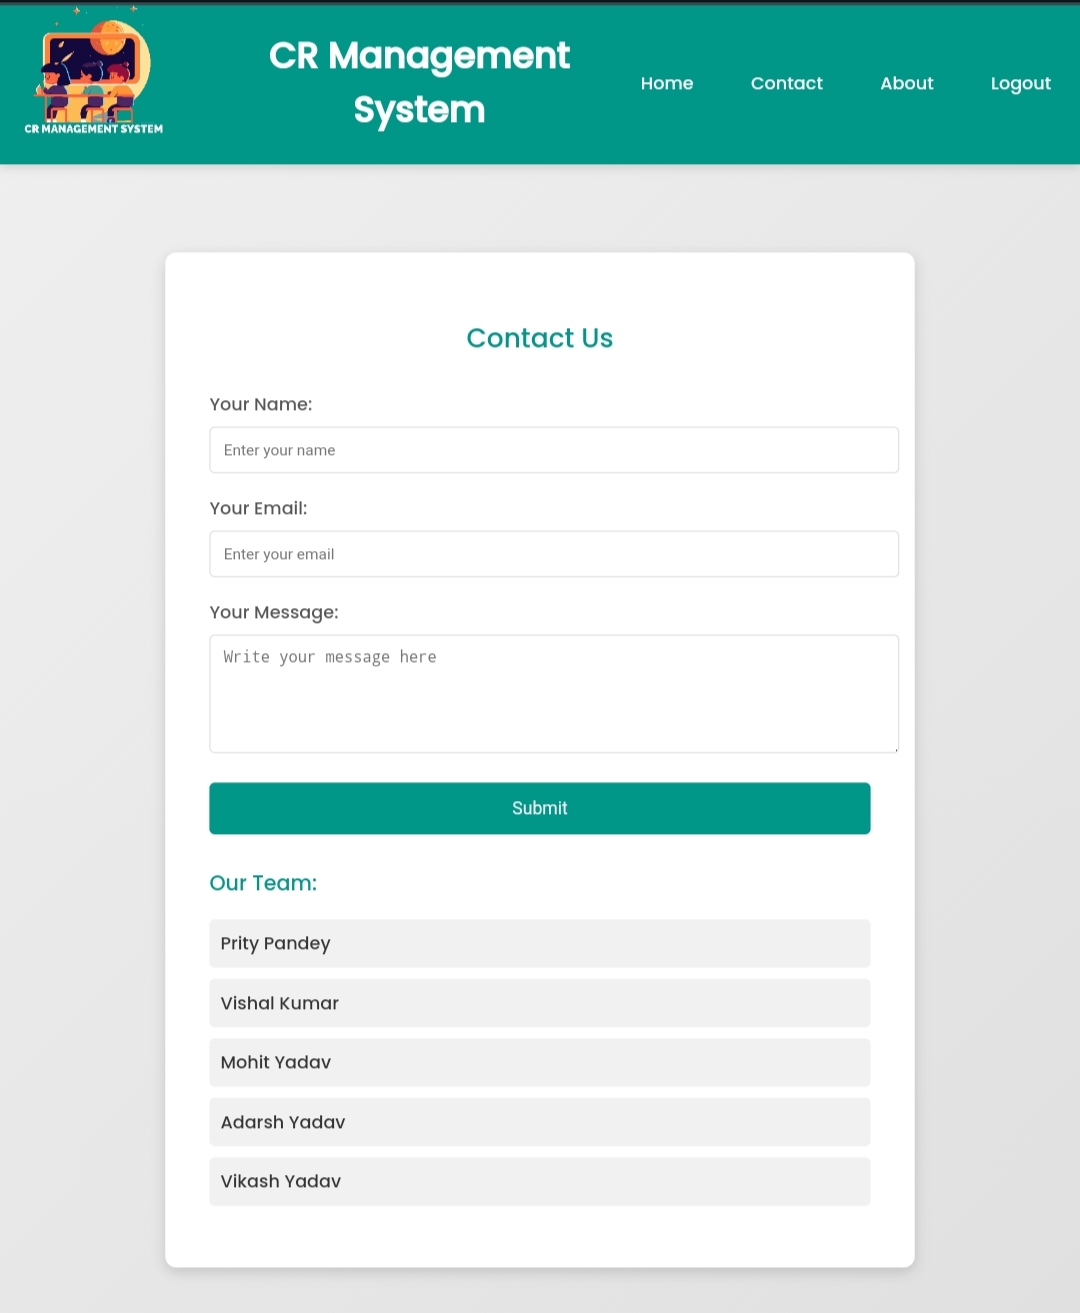 CR MANAGEMENT SYSTEM
CR Management
System
Home
Contact
About
Logout
Contact Us
Your Name:
Enter your name
Your Email:
Enter your email
Your Message:
Write your message here
Submit
Our Team:
Prity Pandey
Vishal Kumar
Mohit Yadav
Adarsh Yadav
Vikash Yadav